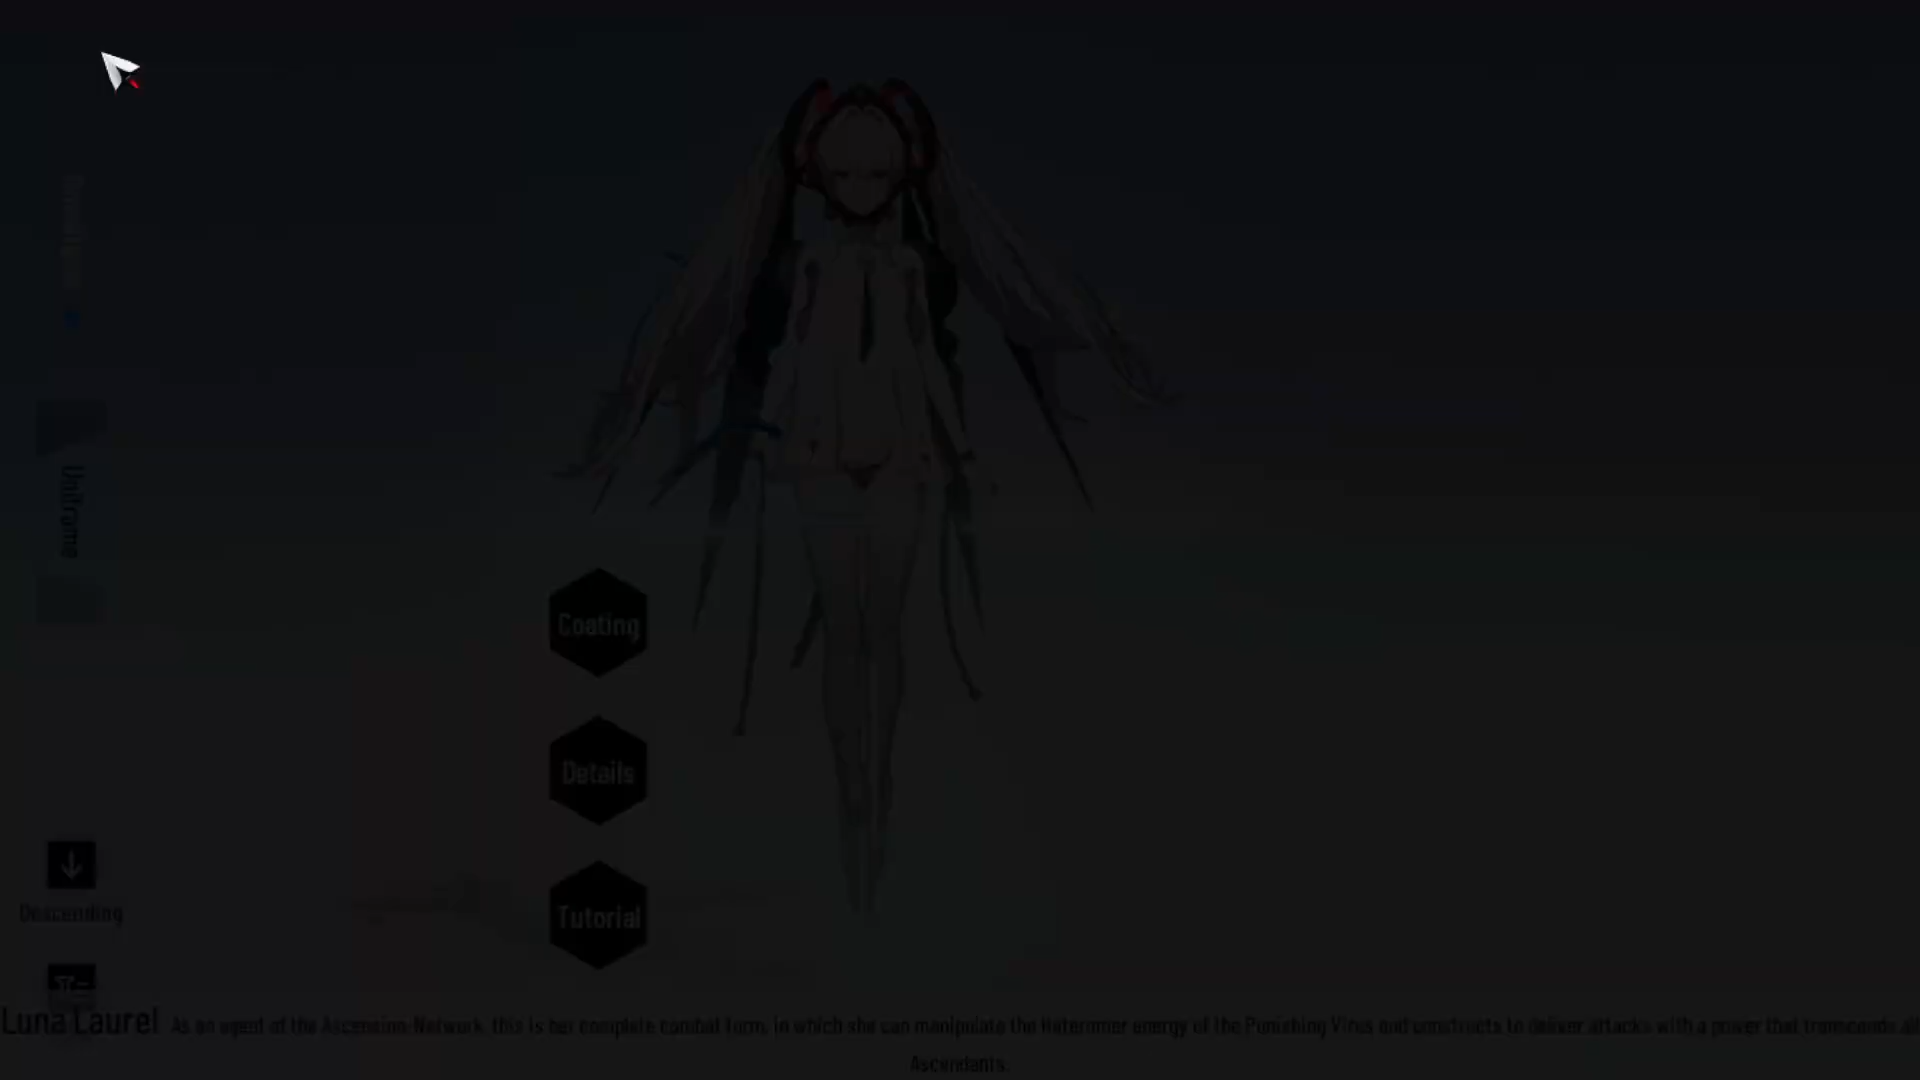 Uniframe
Coating
Details
Tutorial
Descending
Luna Laurel As an agent of the Ascension-Network, this is her complete combat form, in which she can manipulate the Heteromer energy of the Punishing Virus and constructs to deliver attacks with a power that transcends all
Ascendants.